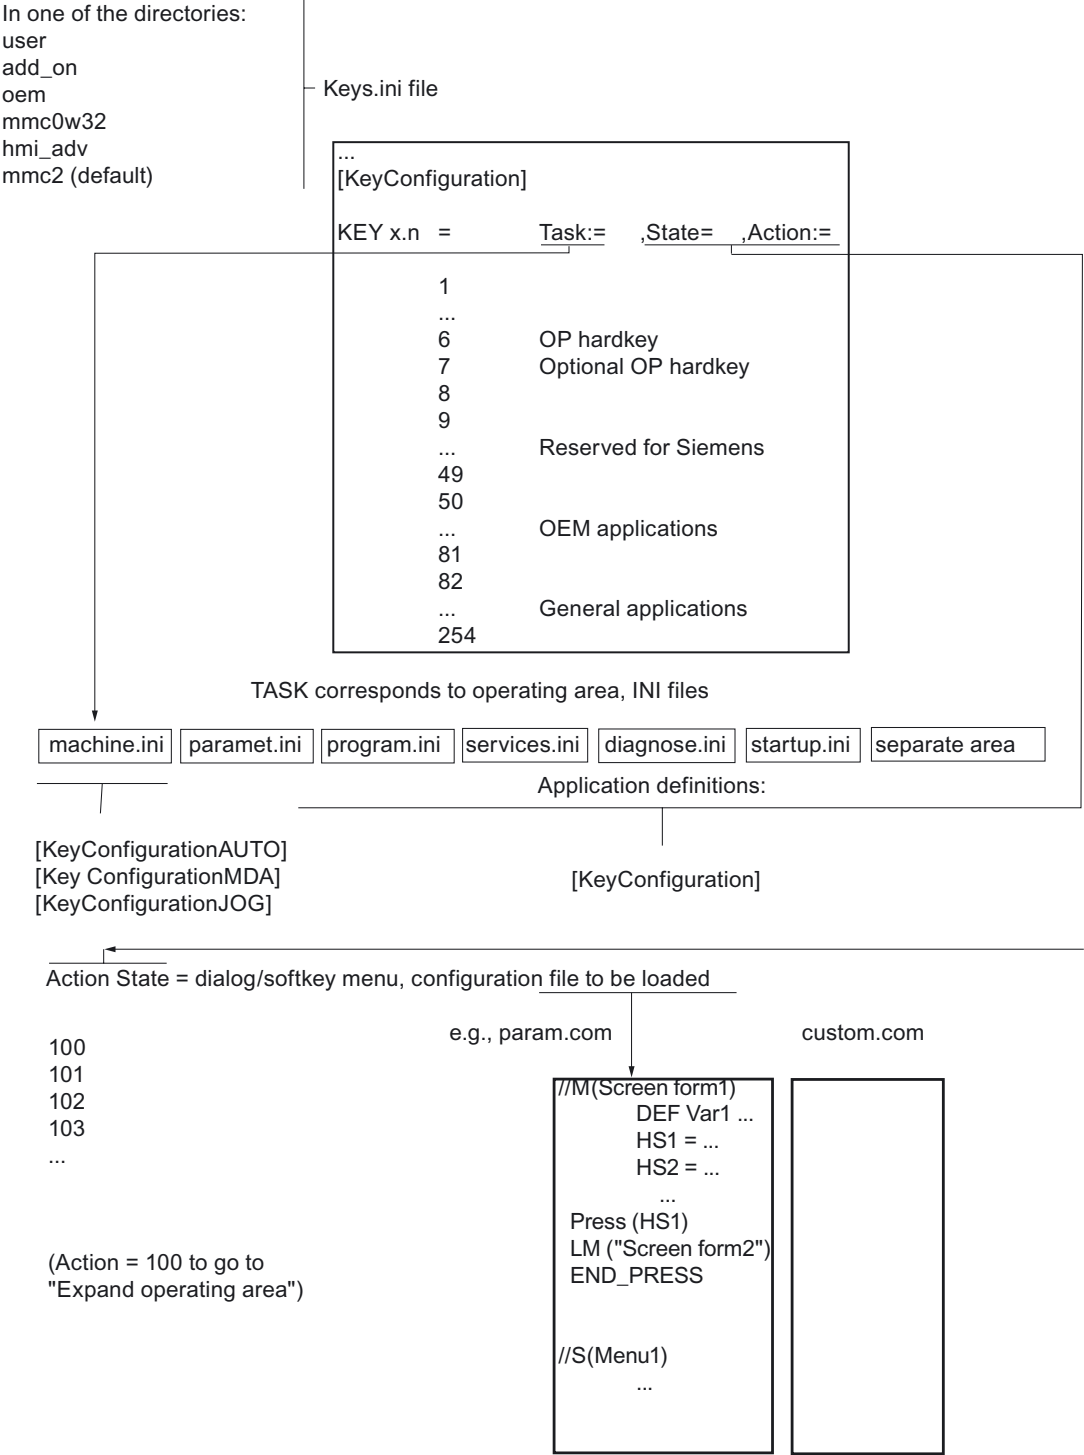 In one of the directories:
user
add_on
oem
mmc0w32
hmi_adv
mmc2 (default)
Keys.ini file
...
[KeyConfiguration]
KEY x.n = Task:= ,State= ,Action:=
1
...
6 OP hardkey
7 Optional OP hardkey
8
9
... Reserved for Siemens
49
50
... OEM applications
81
82
... General applications
254
TASK corresponds to operating area, INI files
machine.ini paramet.ini program.ini services.ini diagnose.ini startup.ini separate area
Application definitions:
[KeyConfigurationAUTO]
[Key ConfigurationMDA]
[KeyConfigurationJOG]
[KeyConfiguration]
Action State = dialog/softkey menu, configuration file to be loaded
e.g., param.com custom.com
100
101
102
103
...
(Action = 100 to go to
"Expand operating area")
//M(Screen form1)
DEF Var1 ...
HS1 = ...
HS2 = ...
...
Press (HS1)
LM ("Screen form2")
END_PRESS
//S(Menu1)
...